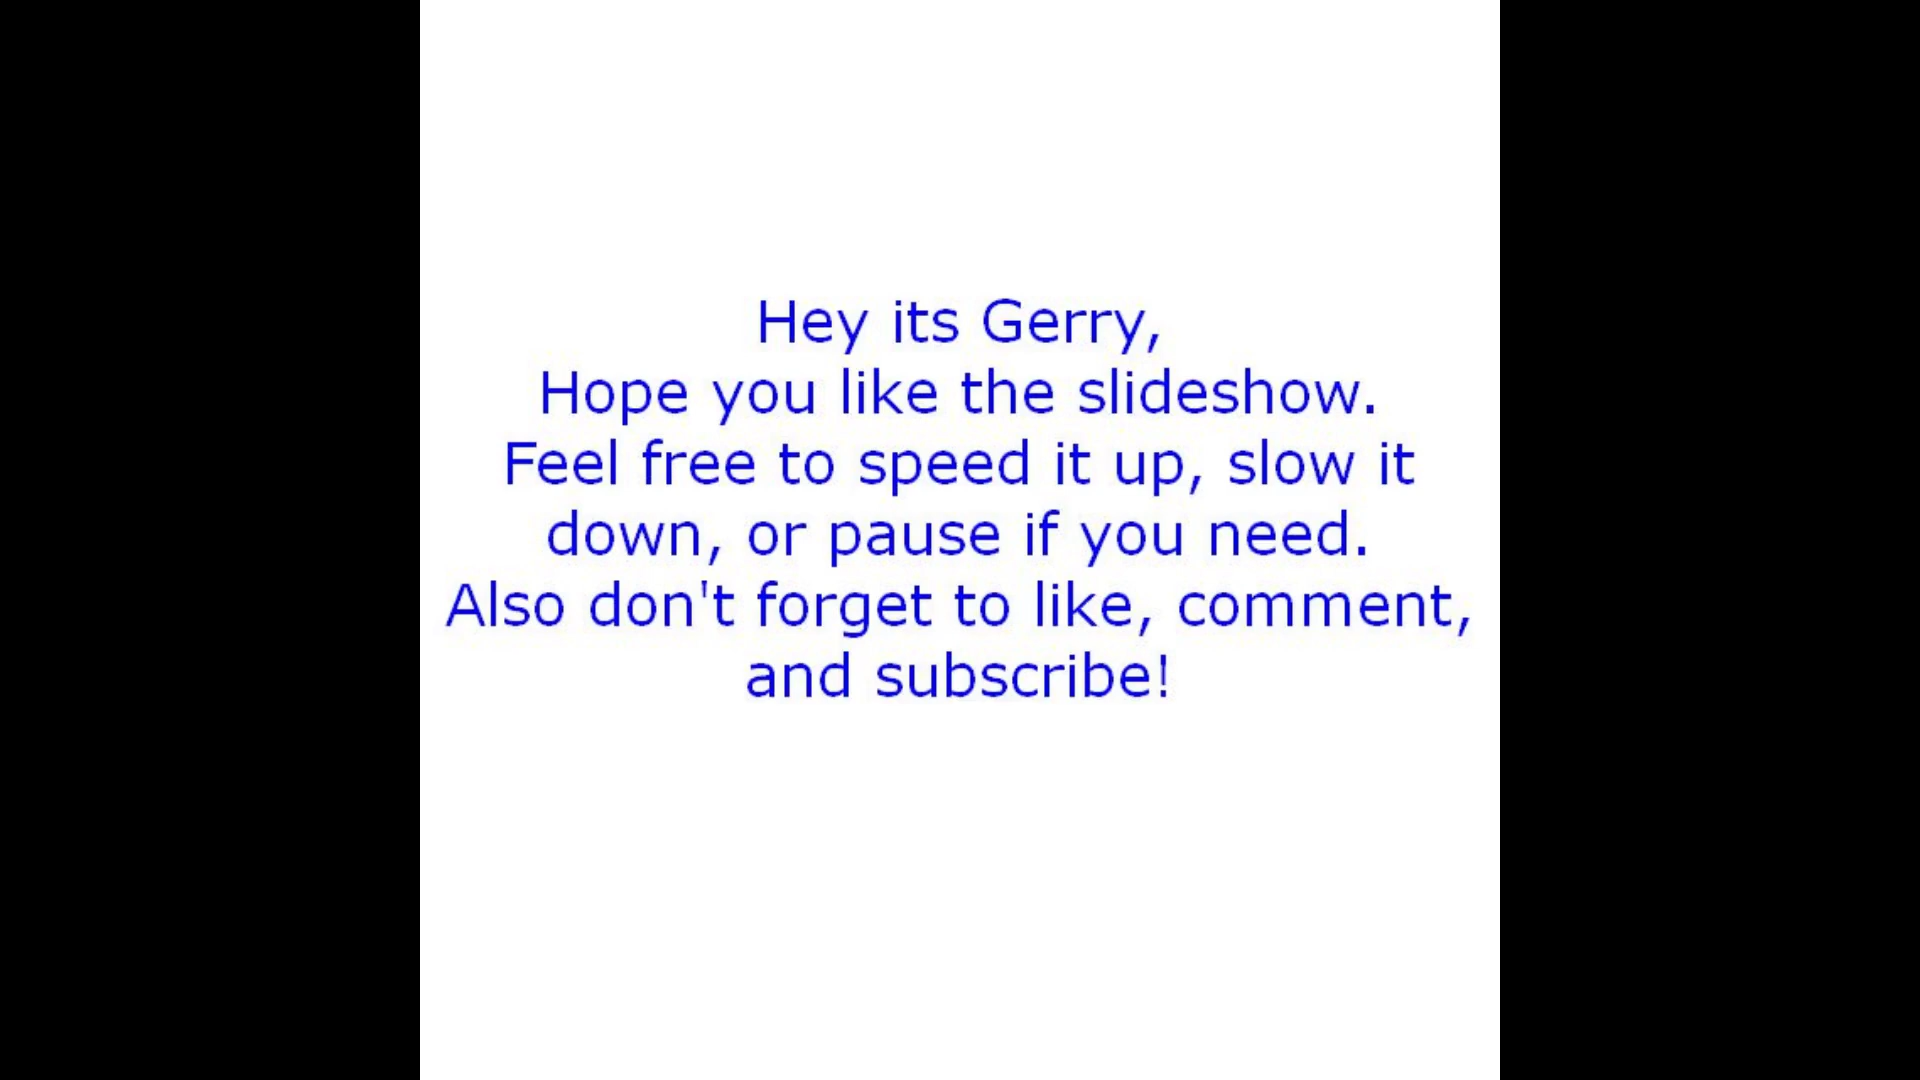 Hey its Gerry,
Hope you like the slideshow.
Feel free to speed it up, slow it
down, or pause if you need.
Also don't forget to like, comment,
and subscribe!